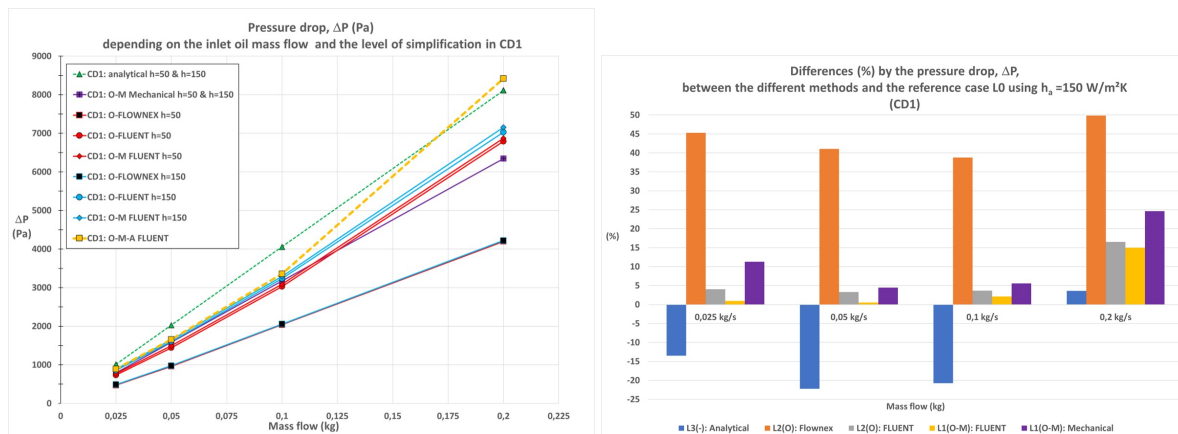 Pressure drop, ΔP (Pa)
depending on the inlet oil mass flow and the level of simplification in CD1
9000
8000
7000
6000
5000
4000
3000
2000
1000
0
ΔP
(Pa)
CD1: analytical h=50 & h=150
CD1: O-M Mechanical h=50 & h=150
CD1: O-FLOWNEX h=50
CD1: O-FLUENT h=50
CD1: O-M FLUENT h=50
CD1: O-FLOWNEX h=150
CD1: O-FLUENT h=150
CD1: O-M FLUENT h=150
CD1: O-M-A FLUENT
0 0,025 0,05 0,075 0,1 0,125 0,15 0,175 0,2 0,225
Mass flow (kg)
Differences (%) by the pressure drop, ΔP,
between the different methods and the reference case L0 using hₐ =150 W/m²K
(CD1)
50
45
40
35
30
25
20
15
10
5
0
-5
-10
-15
-20
-25
(%)
0,025 kg/s 0,05 kg/s 0,1 kg/s 0,2 kg/s
Mass flow (kg)
L3(-): Analytical L2(O): Flownex L2(O): FLUENT L1(O-M): FLUENT L1(O-M): Mechanical